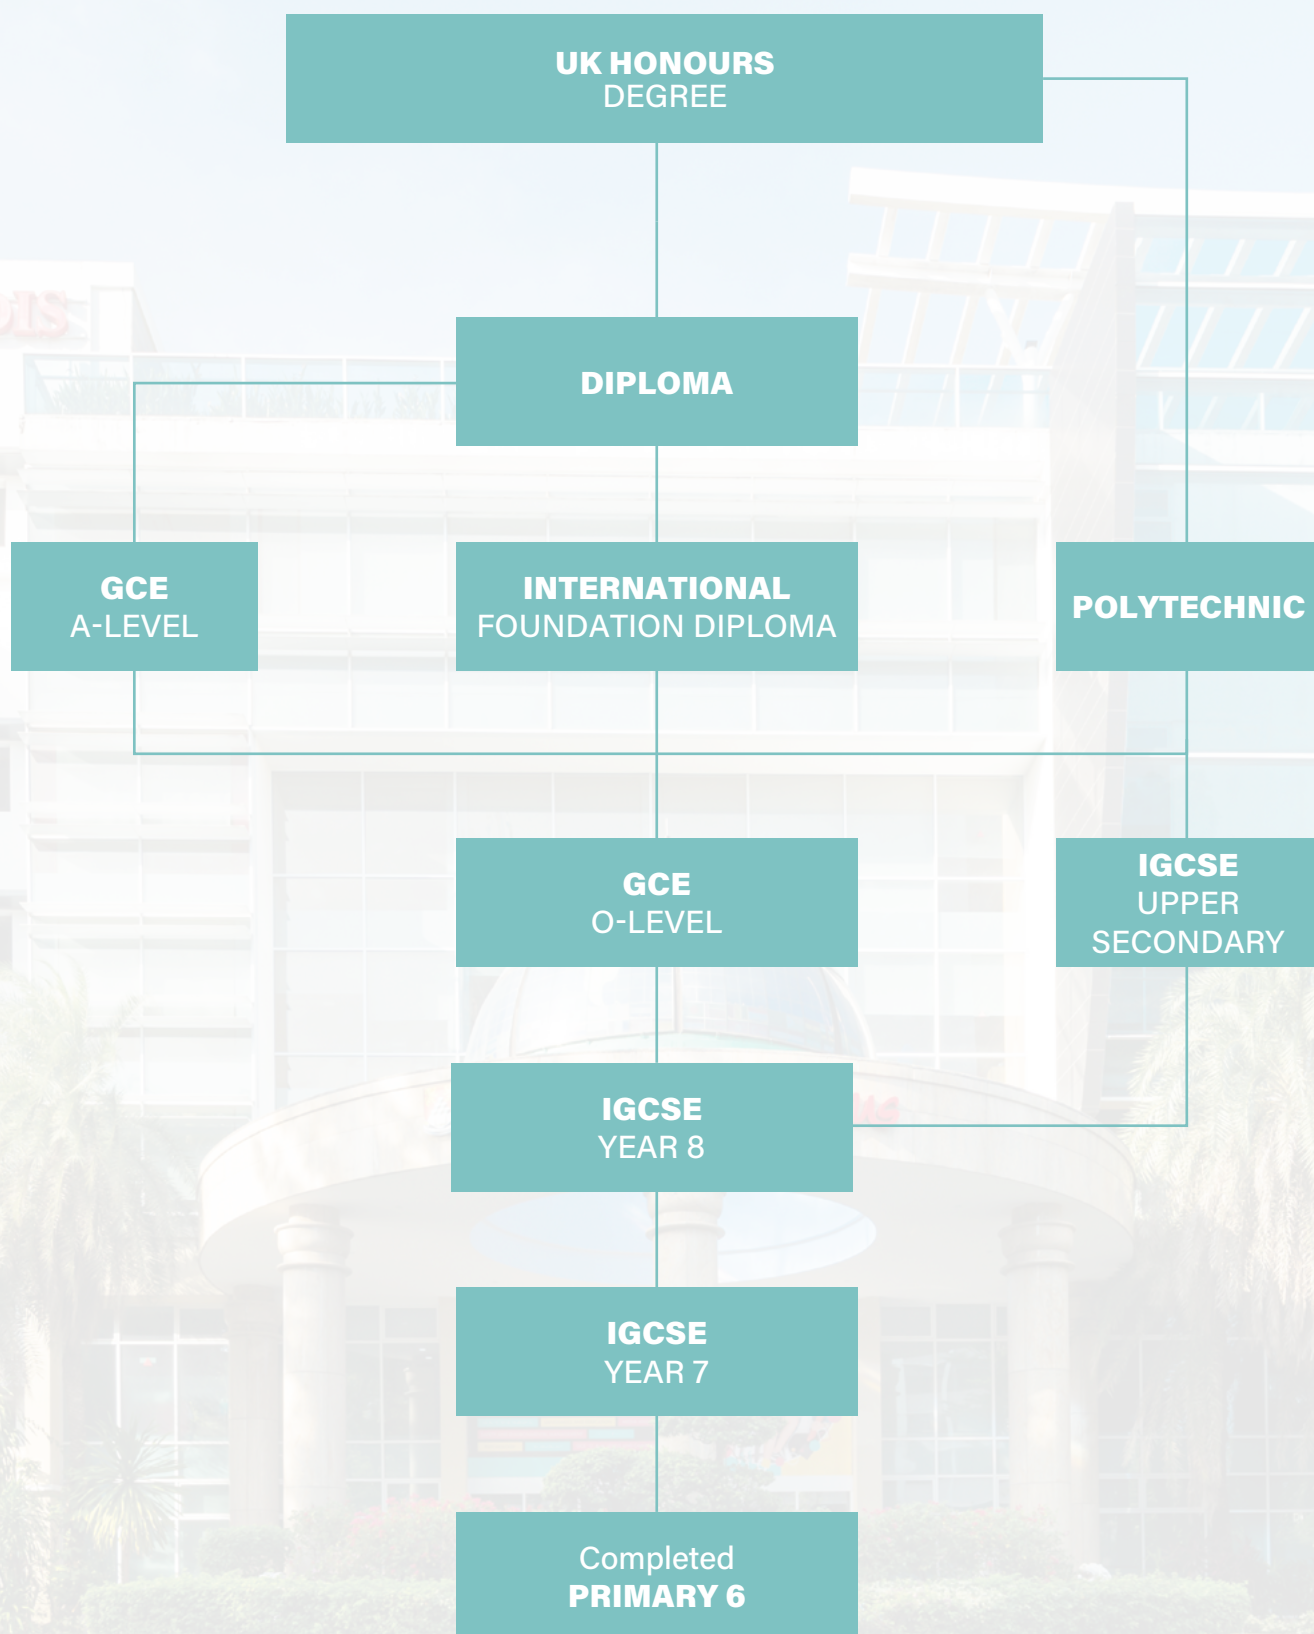 UK HONOURS
DEGREE
DIPLOMA
GCE
A-LEVEL
INTERNATIONAL
FOUNDATION DIPLOMA
POLYTECHNIC
GCE
O-LEVEL
IGCSE
UPPER
SECONDARY
IGCSE
YEAR 8
IGCSE
YEAR 7
Completed
PRIMARY 6